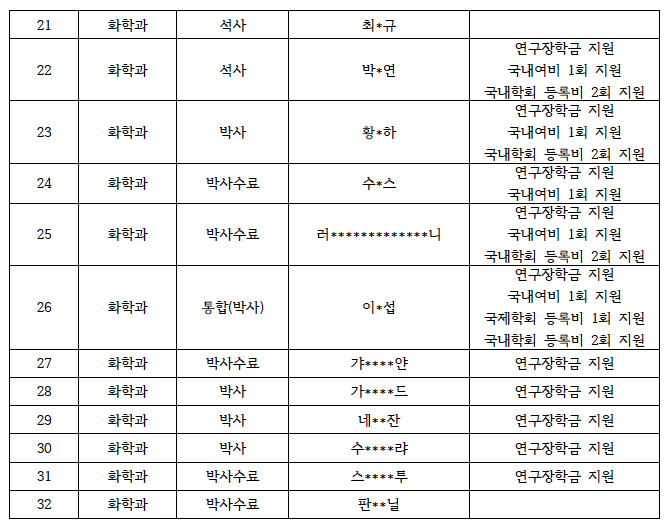 21 화학과 석사 최*규
22 화학과 석사 박*연 연구장학금 지원
국내여비 1회 지원
국내학회 등록비 2회 지원
23 화학과 박사 황*하 연구장학금 지원
국내여비 1회 지원
국내학회 등록비 2회 지원
24 화학과 박사수료 수*스 연구장학금 지원
국내여비 1회 지원
25 화학과 박사수료 러*************니 연구장학금 지원
국내여비 1회 지원
국내학회 등록비 2회 지원
26 화학과 통합(박사) 이*섭 연구장학금 지원
국내여비 1회 지원
국제학회 등록비 1회 지원
국내학회 등록비 2회 지원
27 화학과 박사수료 갸****얀 연구장학금 지원
28 화학과 박사 가****드 연구장학금 지원
29 화학과 박사 네**잔 연구장학금 지원
30 화학과 박사 수****랴 연구장학금 지원
31 화학과 박사수료 스****투 연구장학금 지원
32 화학과 박사수료 판**닐